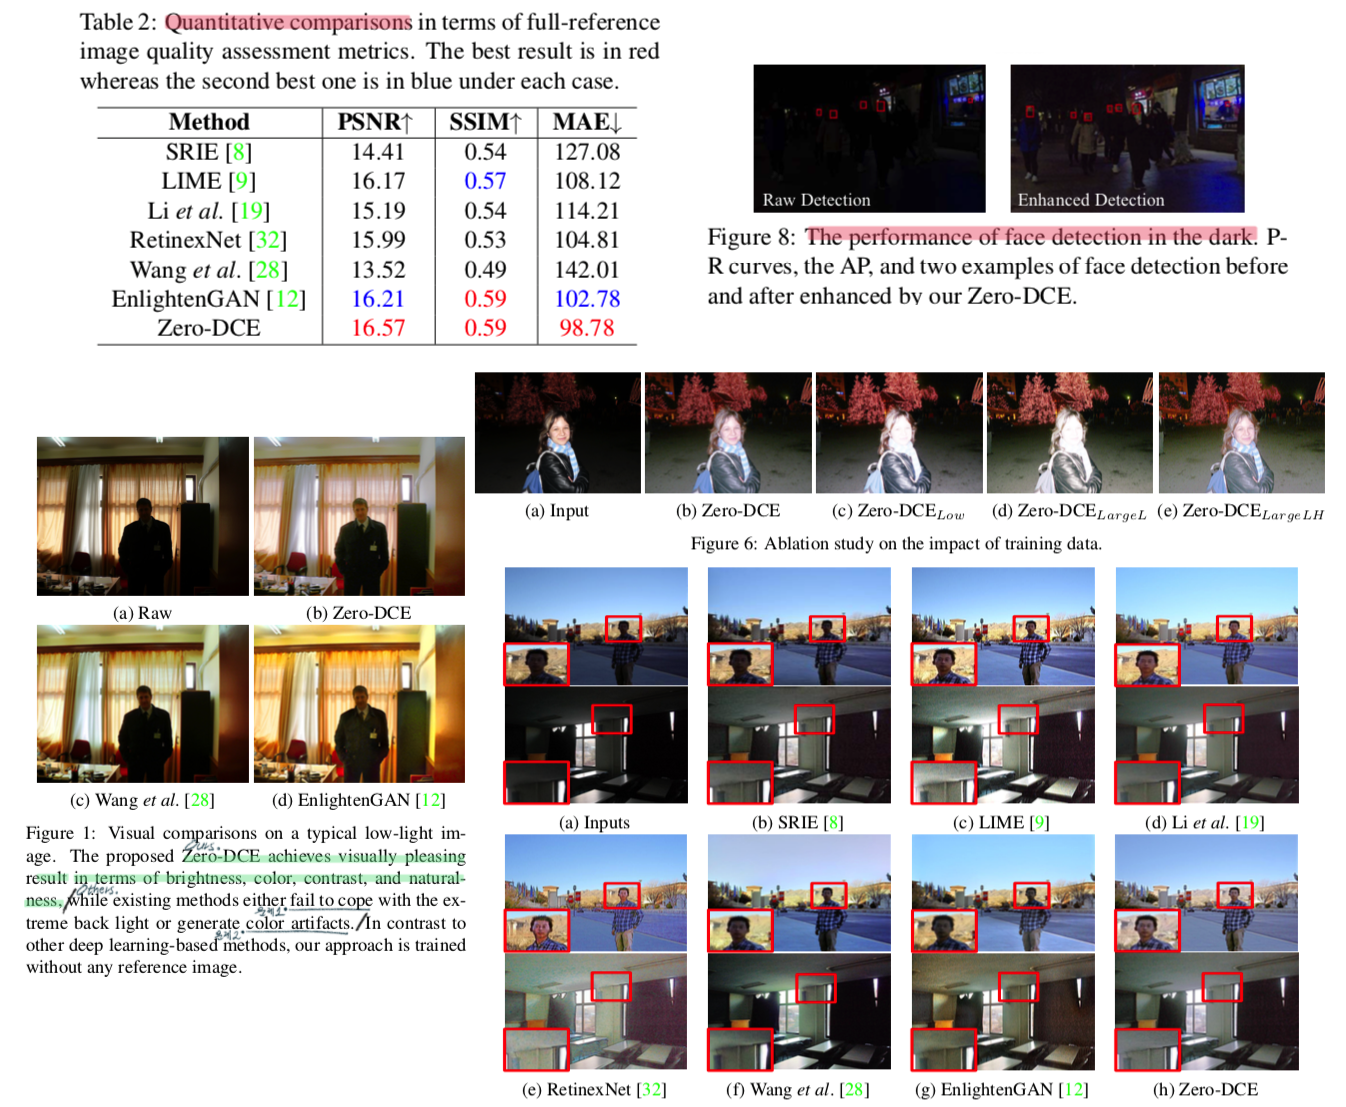 Table 2: Quantitative comparisons in terms of full-reference
image quality assessment metrics. The best result is in red
whereas the second best one is in blue under each case.
Method PSNR↑ SSIM↑ MAE↓
SRIE [8] 14.41 0.54 127.08
LIME [9] 16.17 0.57 108.12
Li et al. [19] 15.19 0.54 114.21
RetinexNet [32] 15.99 0.53 104.81
Wang et al. [28] 13.52 0.49 142.01
EnlightenGAN [12] 16.21 0.59 102.78
Zero-DCE 16.57 0.59 98.78
Raw Detection
Enhanced Detection
Figure 8: The performance of face detection in the dark. P-
R curves, the AP, and two examples of face detection before
and after enhanced by our Zero-DCE.
(a) Input
(b) Zero-DCE
(c) Zero-DCELow
(d) Zero-DCELargeL
(e) Zero-DCELargeLH
Figure 6: Ablation study on the impact of training data.
(a) Raw
(b) Zero-DCE
(c) Wang et al. [28]
(d) EnlightenGAN [12]
Figure 1: Visual comparisons on a typical low-light im-
Ours.
age. The proposed Zero-DCE achieves visually pleasing
result in terms of brightness, color, contrast, and natural-
Others.
ness, while existing methods either fail to cope with the ex-
문제1.
treme back light or generate color artifacts. In contrast to
문제2.
other deep learning-based methods, our approach is trained
without any reference image.
(a) Inputs
(b) SRIE [8]
(c) LIME [9]
(d) Li et al. [19]
(e) RetinexNet [32]
(f) Wang et al. [28]
(g) EnlightenGAN [12]
(h) Zero-DCE